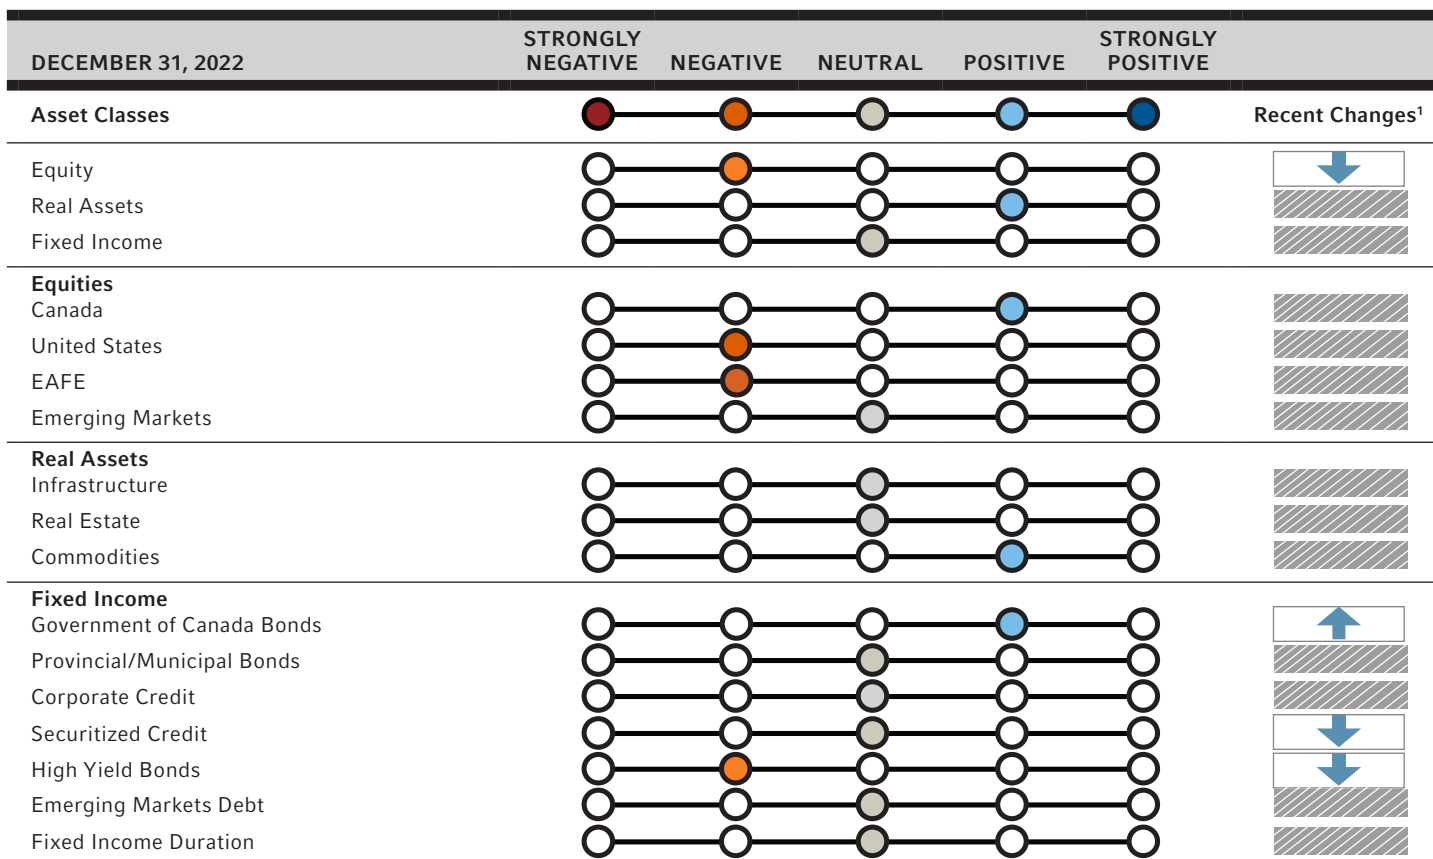 DECEMBER 31, 2022 STRONGLY NEGATIVE NEGATIVE NEUTRAL POSITIVE STRONGLY POSITIVE
Asset Classes Recent Changes¹
Equity
Real Assets
Fixed Income
Equities
Canada
United States
EAFE
Emerging Markets
Real Assets
Infrastructure
Real Estate
Commodities
Fixed Income
Government of Canada Bonds
Provincial/Municipal Bonds
Corporate Credit
Securitized Credit
High Yield Bonds
Emerging Markets Debt
Fixed Income Duration